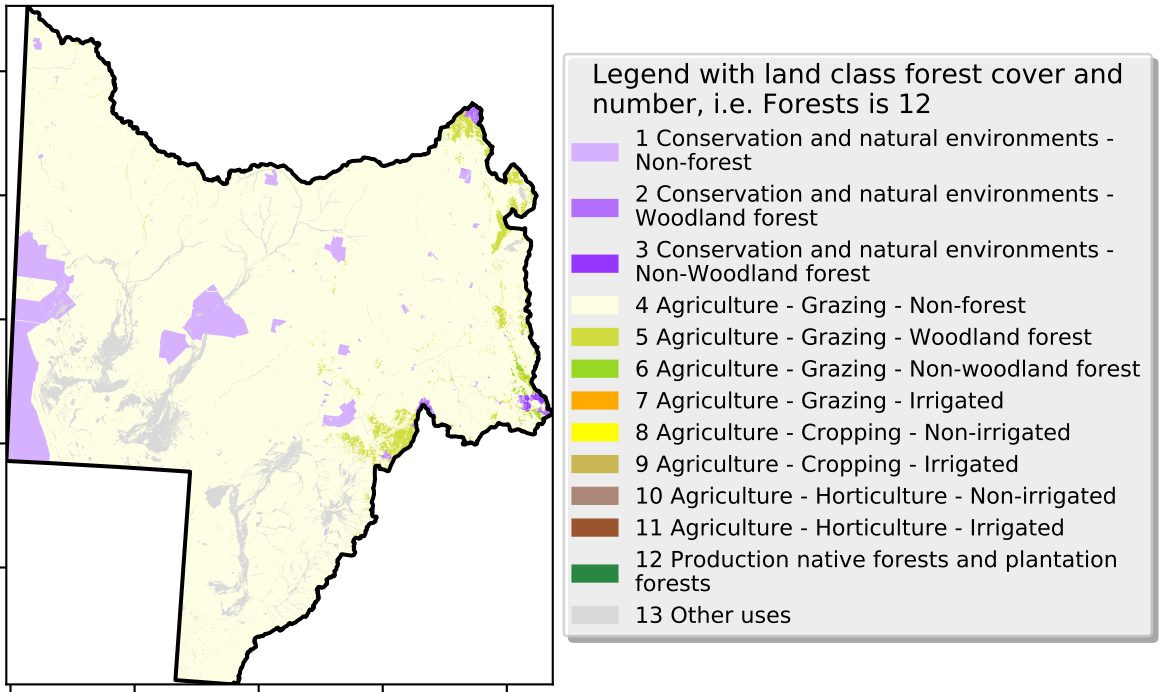 Legend with land class forest cover and
number, i.e. Forests is 12
1 Conservation and natural environments -
Non-forest
2 Conservation and natural environments -
Woodland forest
3 Conservation and natural environments -
Non-Woodland forest
4 Agriculture - Grazing - Non-forest
5 Agriculture - Grazing - Woodland forest
6 Agriculture - Grazing - Non-woodland forest
7 Agriculture - Grazing - Irrigated
8 Agriculture - Cropping - Non-irrigated
9 Agriculture - Cropping - Irrigated
10 Agriculture - Horticulture - Non-irrigated
11 Agriculture - Horticulture - Irrigated
12 Production native forests and plantation
forests
13 Other uses